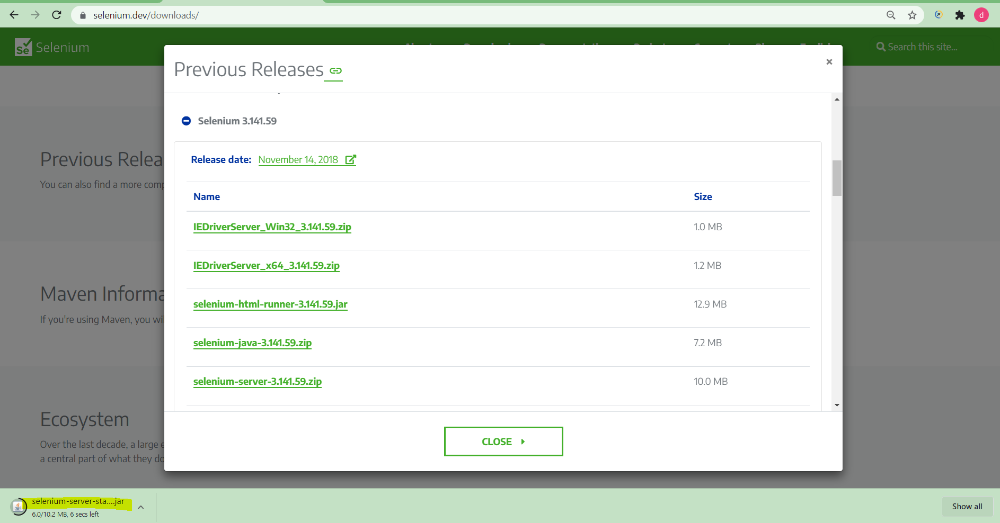 selenium.dev/downloads/
d
Se Selenium
Search this site...
Previous Releases
×
Selenium 3.141.59
Release date: November 14, 2018
Name Size
IEDriverServer_Win32_3.141.59.zip 1.0 MB
IEDriverServer_x64_3.141.59.zip 1.2 MB
selenium-html-runner-3.141.59.jar 12.9 MB
selenium-java-3.141.59.zip 7.2 MB
selenium-server-3.141.59.zip 10.0 MB
CLOSE
Previous Relea
You can also find a more comp
Maven Informa
If you're using Maven, you wil
Ecosystem
Over the last decade, a large e
a central part of what they do
selenium-server-sta....jar
6.0/10.2 MB, 6 secs left
Show all